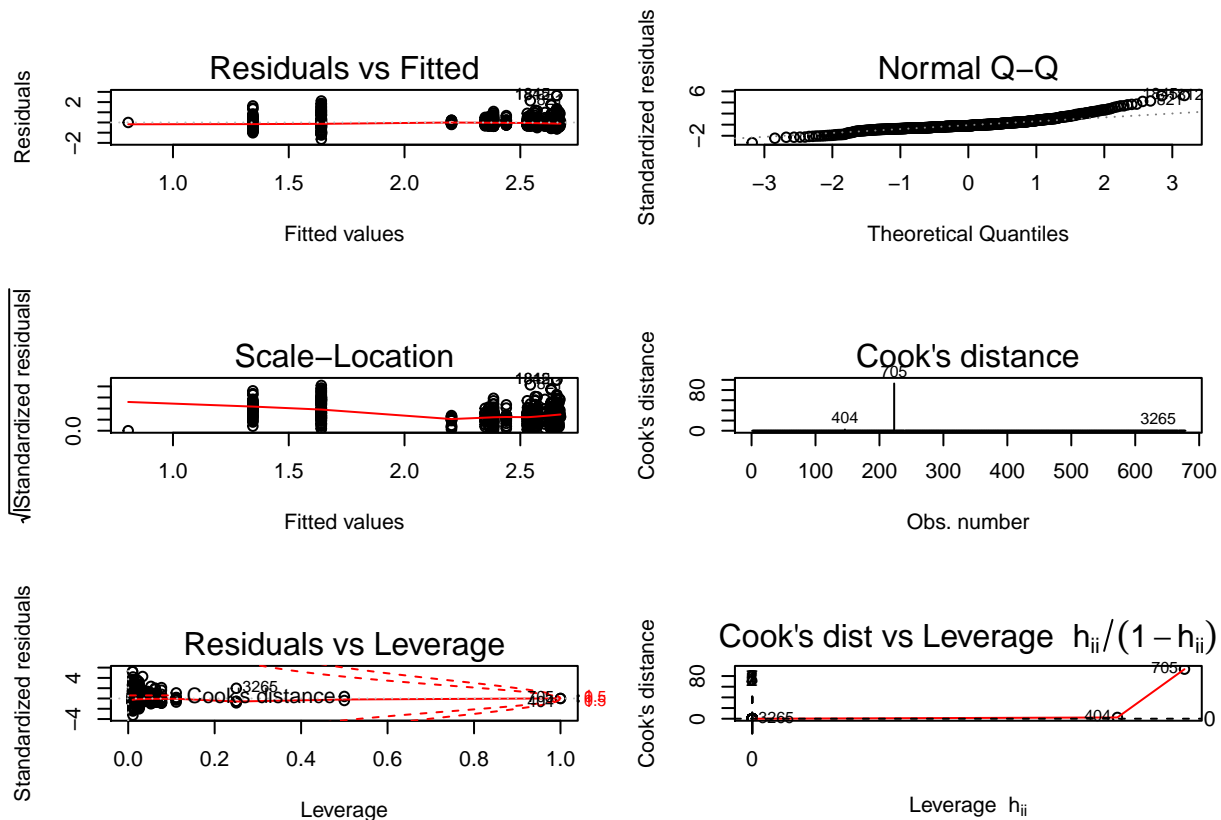 Residuals vs Fitted
Residuals
2
−2
1.0 1.5 2.0 2.5
Fitted values
Normal Q−Q
Standardized residuals
6
−2
821
−3 −2 −1 0 1 2 3
Theoretical Quantiles
Scale−Location
√|Standardized residuals|
0.0
1.0 1.5 2.0 2.5
Fitted values
Cook's distance
Cook's distance
80
0
705
404
3265
0 100 200 300 400 500 600 700
Obs. number
Residuals vs Leverage
Standardized residuals
4
−4
Cook's distance
3265
705
404
0.0 0.2 0.4 0.6 0.8 1.0
Leverage
Cook's dist vs Leverage hii/(1 − hii)
Cook's distance
80
0
705
404
3265
0
0
Leverage hii